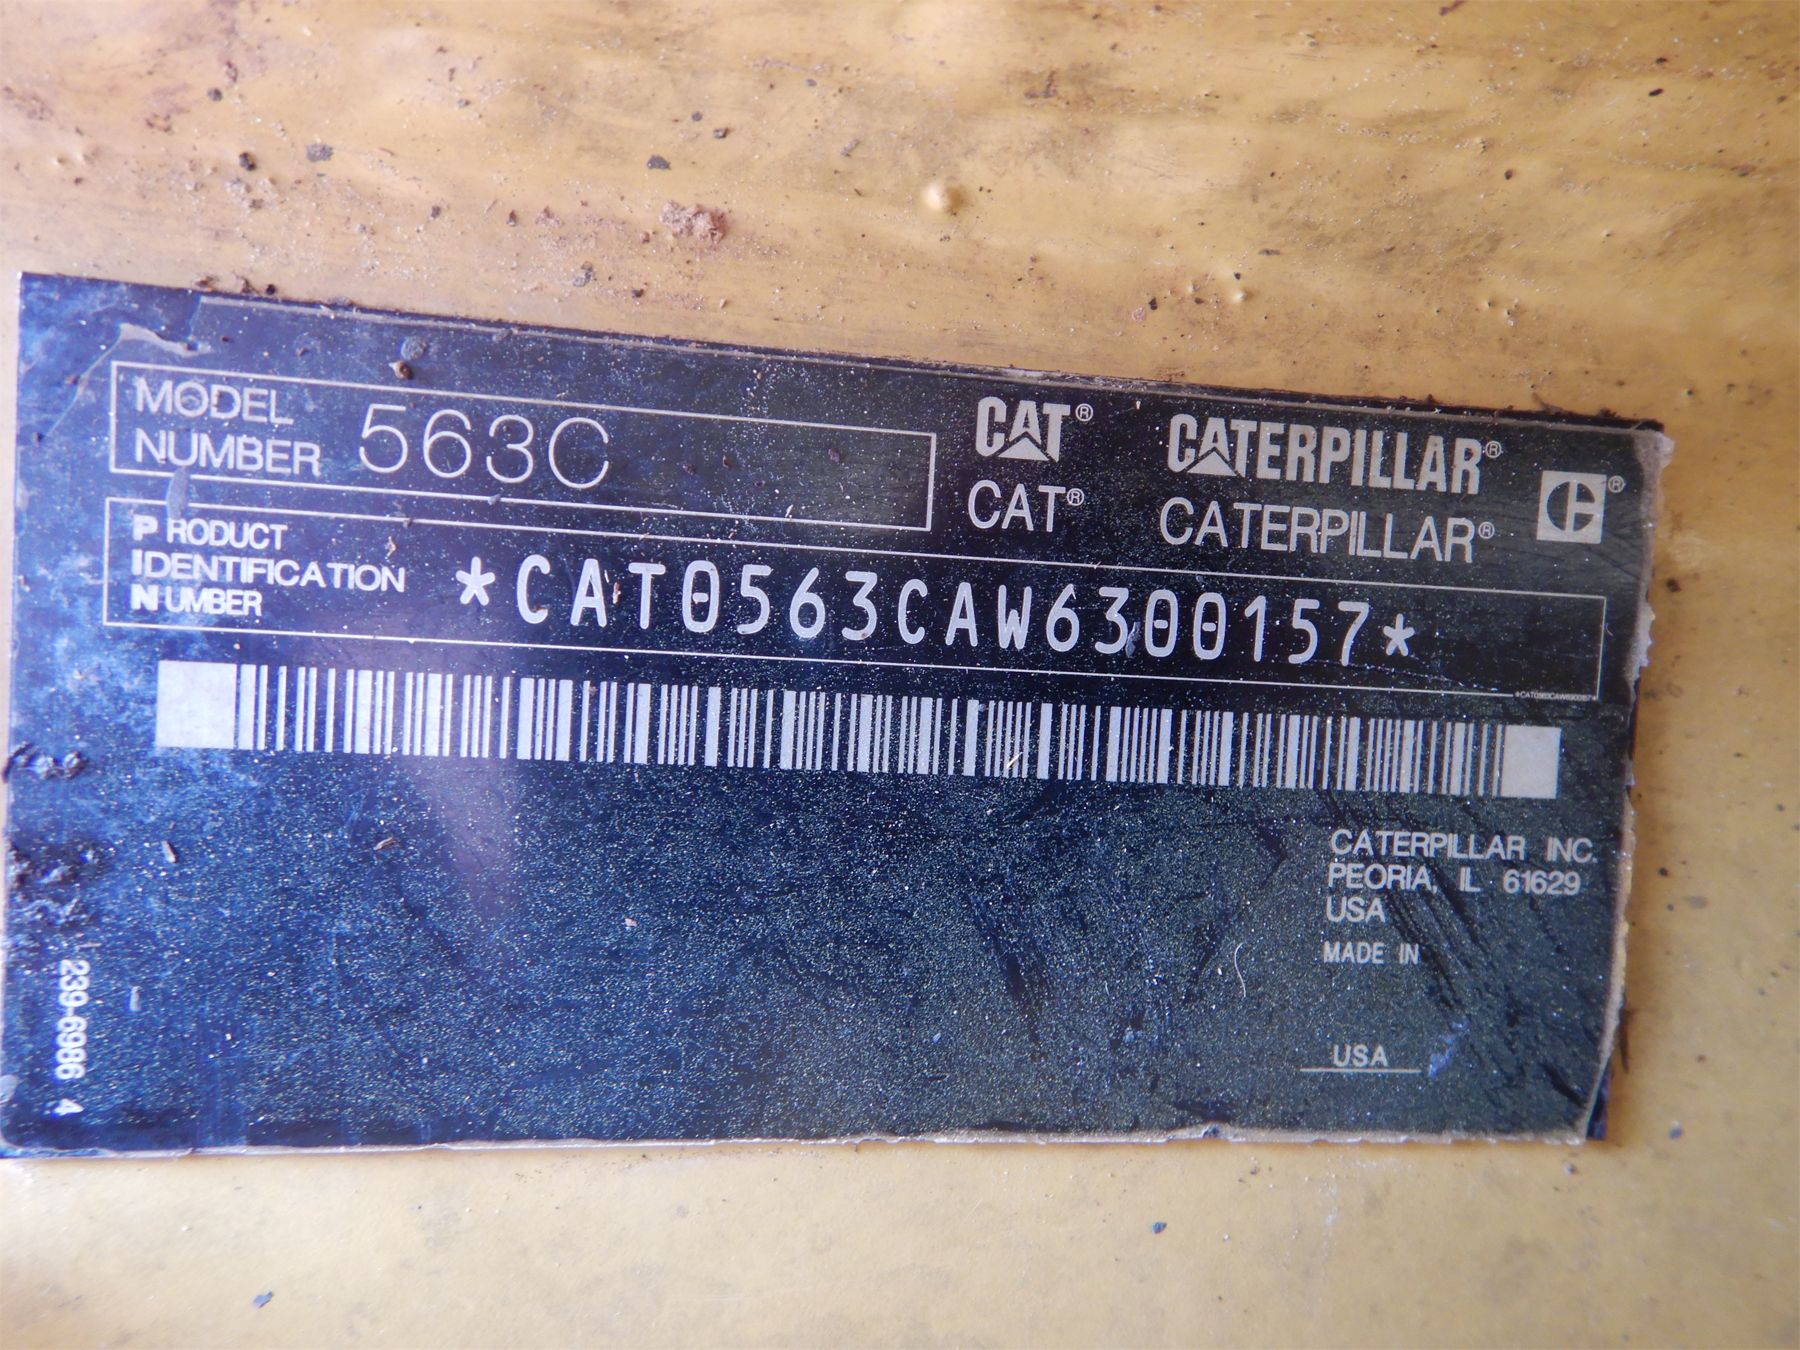 MODEL
NUMBER 563C
CAT® CATERPILLAR®
CAT® CATERPILLAR®
PRODUCT
IDENTIFICATION
NUMBER
*CAT0563CAW6300157*
*CAT0563CAW6300157*
CATERPILLAR INC.
PEORIA, IL 61629
USA
MADE IN
USA
239-6986 4